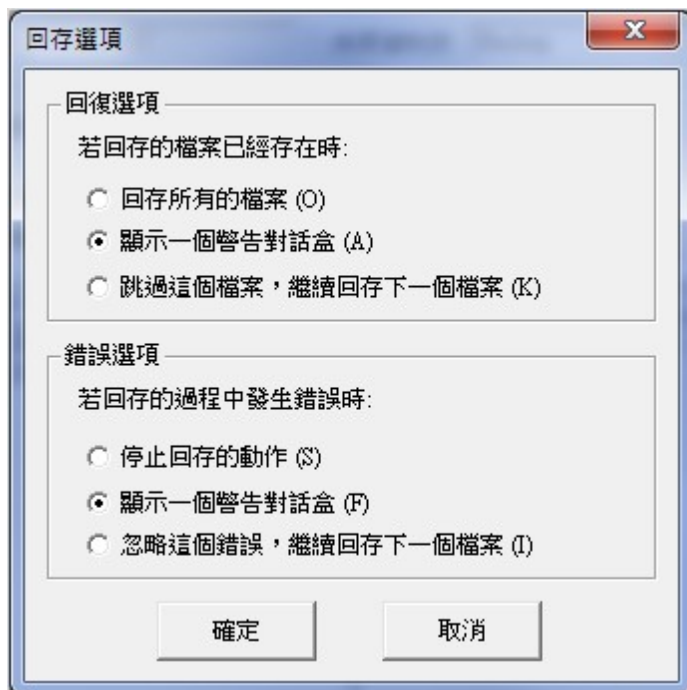 回存選項
回復選項
若回存的檔案已經存在時:
回存所有的檔案 (O)
顯示一個警告對話盒 (A)
跳過這個檔案，繼續回存下一個檔案 (K)
錯誤選項
若回存的過程中發生錯誤時:
停止回存的動作 (S)
顯示一個警告對話盒 (F)
忽略這個錯誤，繼續回存下一個檔案 (I)
確定
取消